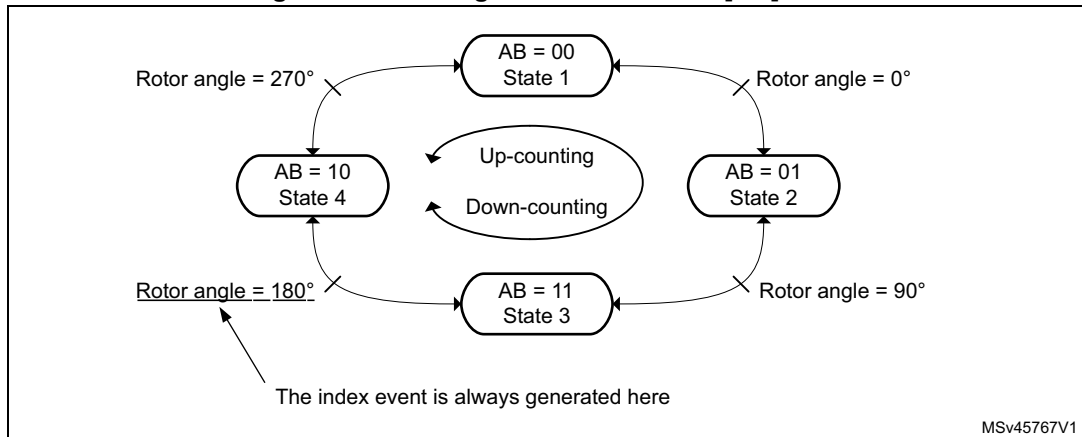 AB = 00
State 1
Rotor angle = 270°
Rotor angle = 0°
Up-counting
AB = 10
State 4
AB = 01
State 2
Down-counting
Rotor angle = 180°
AB = 11
State 3
Rotor angle = 90°
The index event is always generated here
MSv45767V1